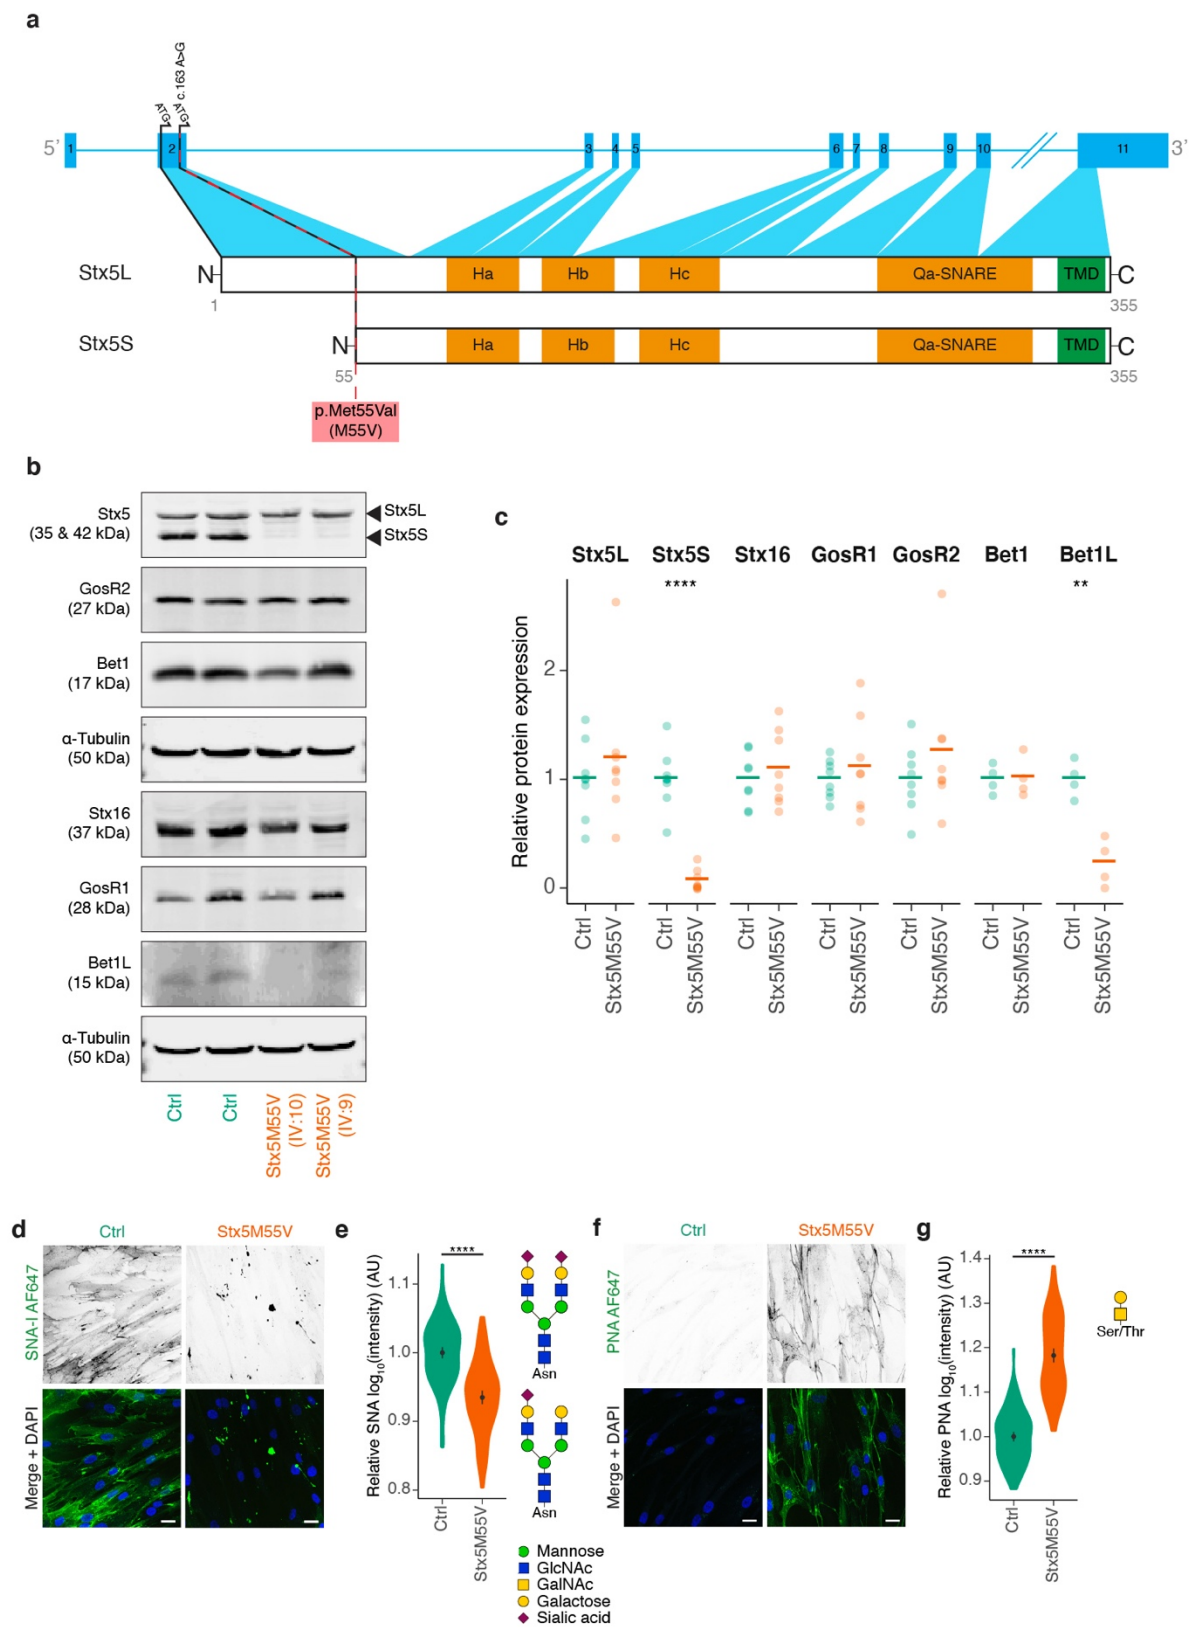 a
ATG
ATG
c.163 A>G
5' 1 2 3 4 5 6 7 8 9 10 11 3'
Stx5L N Ha Hb Hc Qa-SNARE TMD C
1 355
Stx5S N Ha Hb Hc Qa-SNARE TMD C
55 355
p.Met55Val
(M55V)
b
Stx5
(35 & 42 kDa)
Stx5L
Stx5S
GosR2
(27 kDa)
Bet1
(17 kDa)
α-Tubulin
(50 kDa)
Stx16
(37 kDa)
GosR1
(28 kDa)
Bet1L
(15 kDa)
α-Tubulin
(50 kDa)
Ctrl
Ctrl
Stx5M55V
(IV:10)
Stx5M55V
(IV:9)
c
Stx5L Stx5S Stx16 GosR1 GosR2 Bet1 Bet1L
**** **
Relative protein expression
2
1
0
Ctrl
Stx5M55V
Ctrl
Stx5M55V
Ctrl
Stx5M55V
Ctrl
Stx5M55V
Ctrl
Stx5M55V
Ctrl
Stx5M55V
Ctrl
Stx5M55V
d
Ctrl Stx5M55V
SNA-I AF647
Merge + DAPI
e
****
Relative SNA log10(intensity) (AU)
1.1
1.0
0.9
0.8
Ctrl
Stx5M55V
Asn
Asn
Mannose
GlcNAc
GalNAc
Galactose
Sialic acid
f
Ctrl Stx5M55V
PNA AF647
Merge + DAPI
g
****
Relative PNA log10(intensity) (AU)
1.4
1.3
1.2
1.1
1.0
0.9
Ctrl
Stx5M55V
Ser/Thr